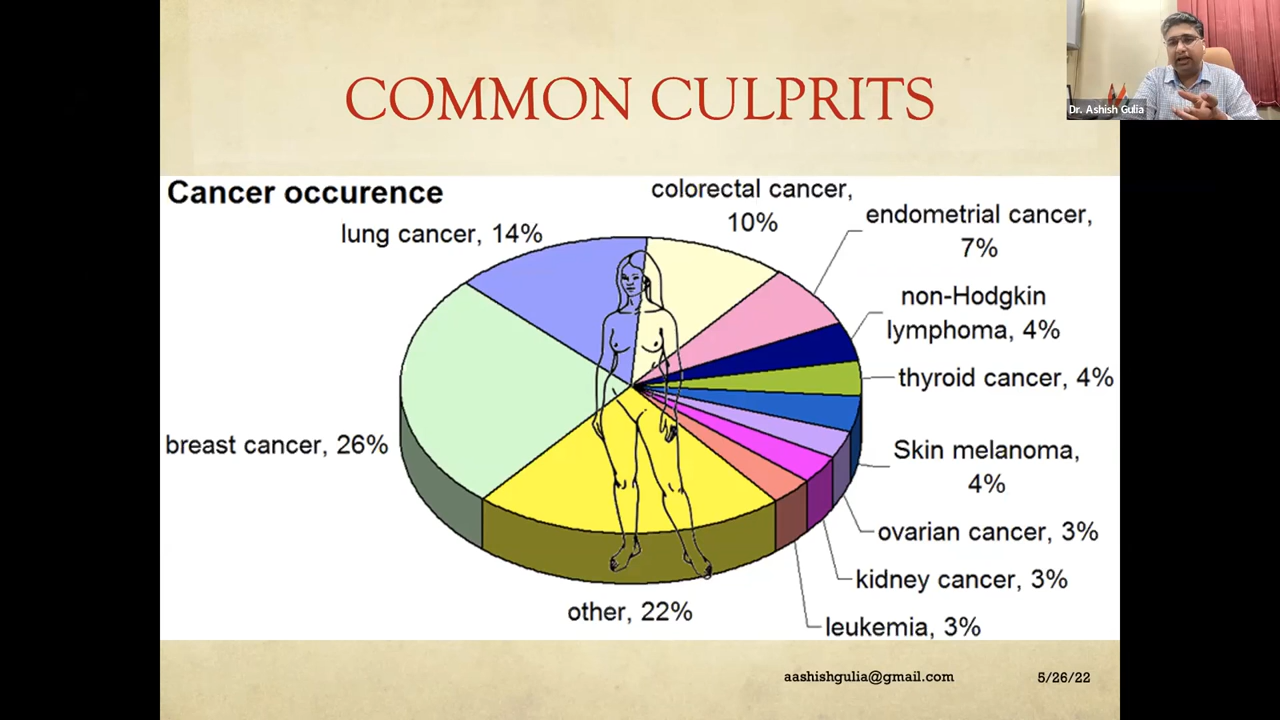 COMMON CULPRITS
Dr. Ashish Gulia
Cancer occurence
colorectal cancer,
10%
lung cancer, 14%
endometrial cancer,
7%
non-Hodgkin
lymphoma, 4%
thyroid cancer, 4%
breast cancer, 26%
Skin melanoma,
4%
ovarian cancer, 3%
kidney cancer, 3%
other, 22%
leukemia, 3%
aashishgulia@gmail.com
5/26/22